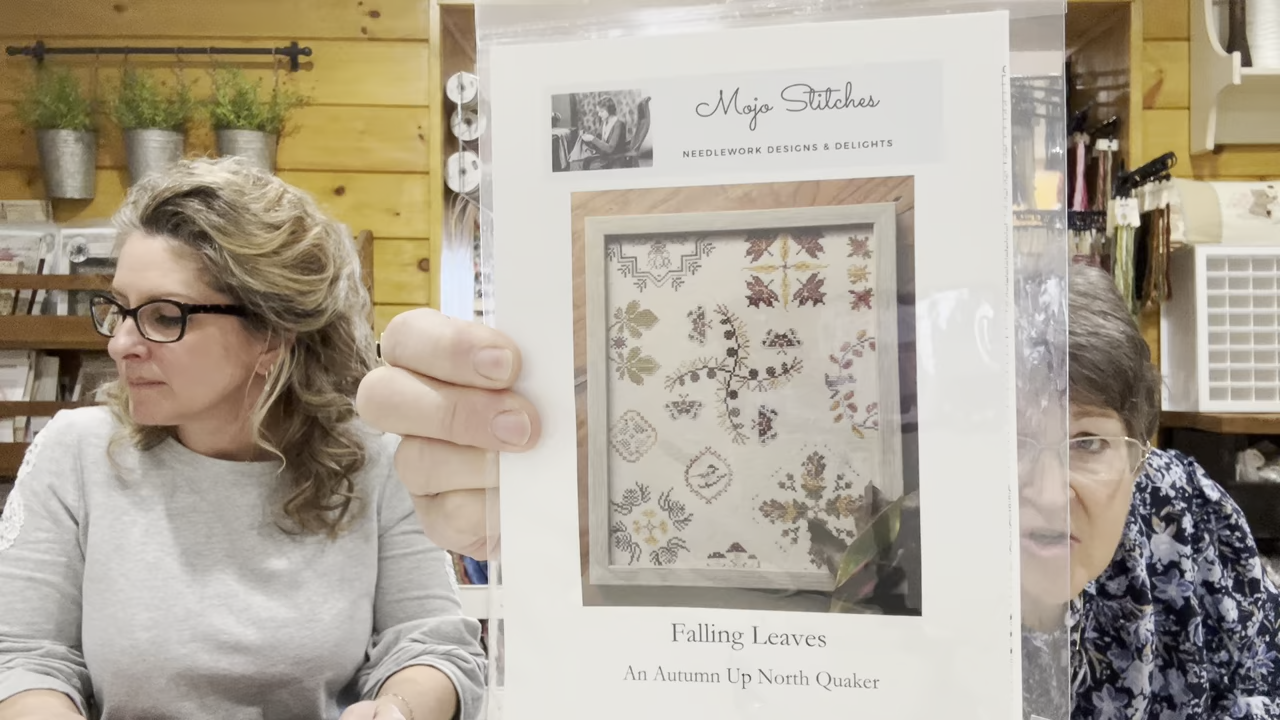 Mojo Stitches
NEEDLEWORK DESIGNS & DELIGHTS
Falling Leaves
An Autumn Up North Quaker